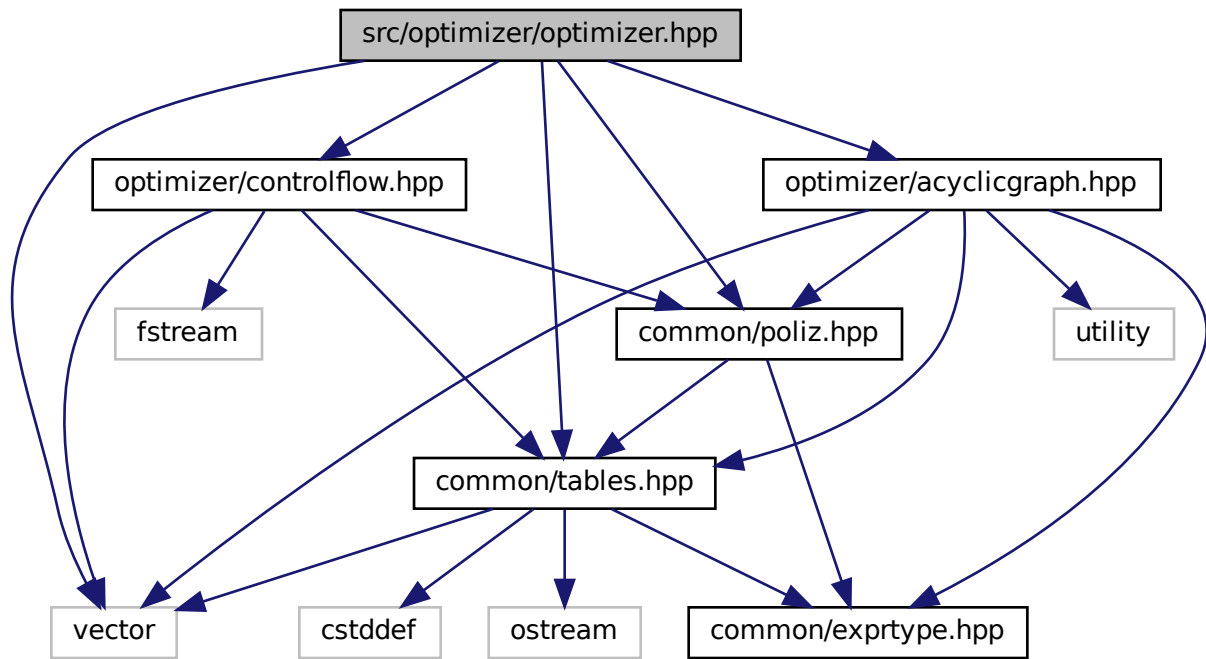 src/optimizer/optimizer.hpp
optimizer/controlflow.hpp
optimizer/acyclicgraph.hpp
fstream
common/poliz.hpp
utility
common/tables.hpp
vector
cstddef
ostream
common/exprtype.hpp